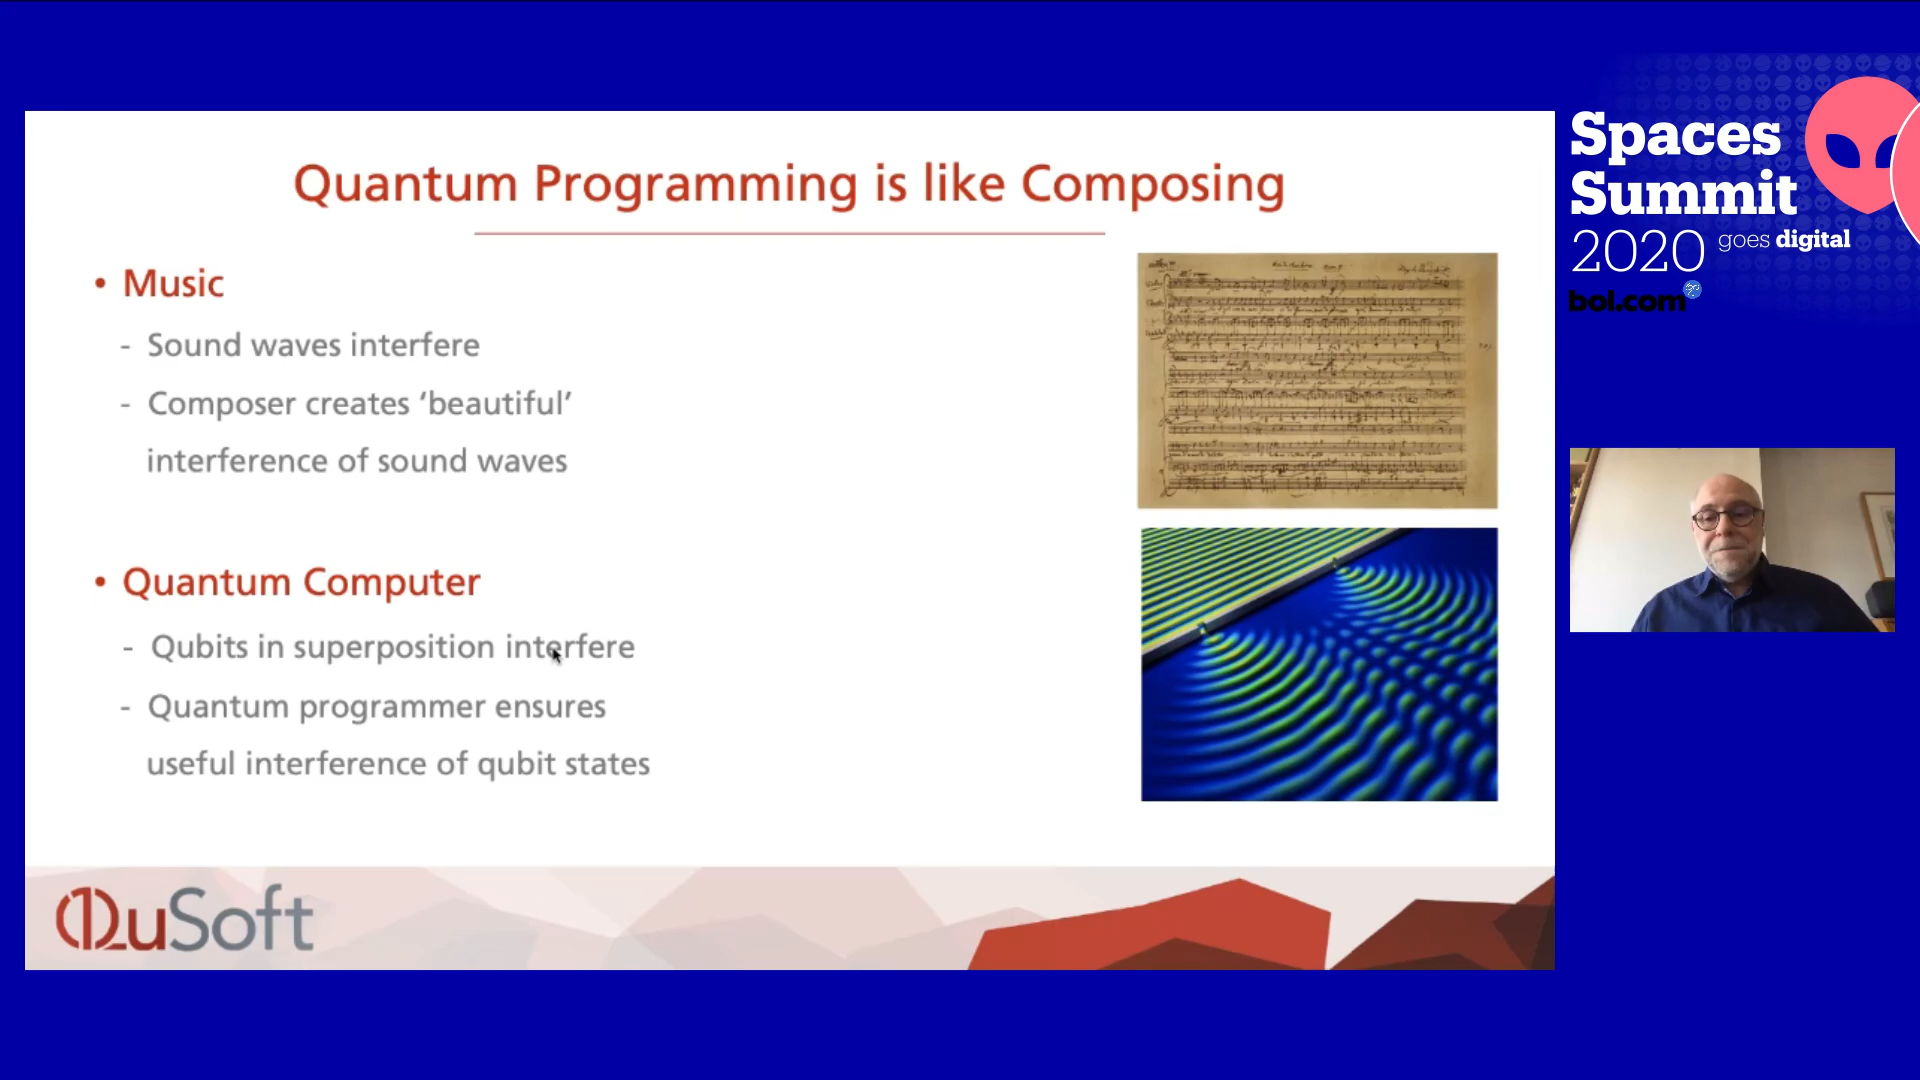 Quantum Programming is like Composing
• Music
- Sound waves interfere
- Composer creates ‘beautiful’
interference of sound waves
• Quantum Computer
- Qubits in superposition interfere
- Quantum programmer ensures
useful interference of qubit states
QuSoft
Spaces
Summit
2020 goes digital
bol.com